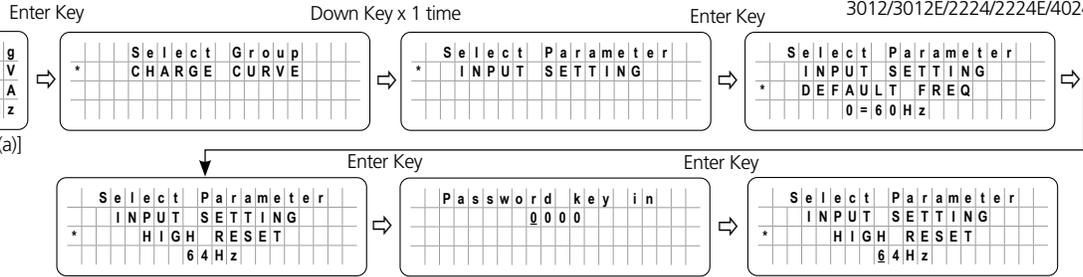 Enter Key
Down Key x 1 time
Enter Key
3012/3012E/2224/2224E/4024
g
V
A
z
(a)]
Select Group
* CHARGE CURVE
Select Parameter
* INPUT SETTING
Select Parameter
INPUT SETTING
* DEFAULT FREQ
0=60Hz
Enter Key
Enter Key
Select Parameter
INPUT SETTING
* HIGH RESET
64Hz
Password key in
0000
Select Parameter
INPUT SETTING
* HIGH RESET
64Hz